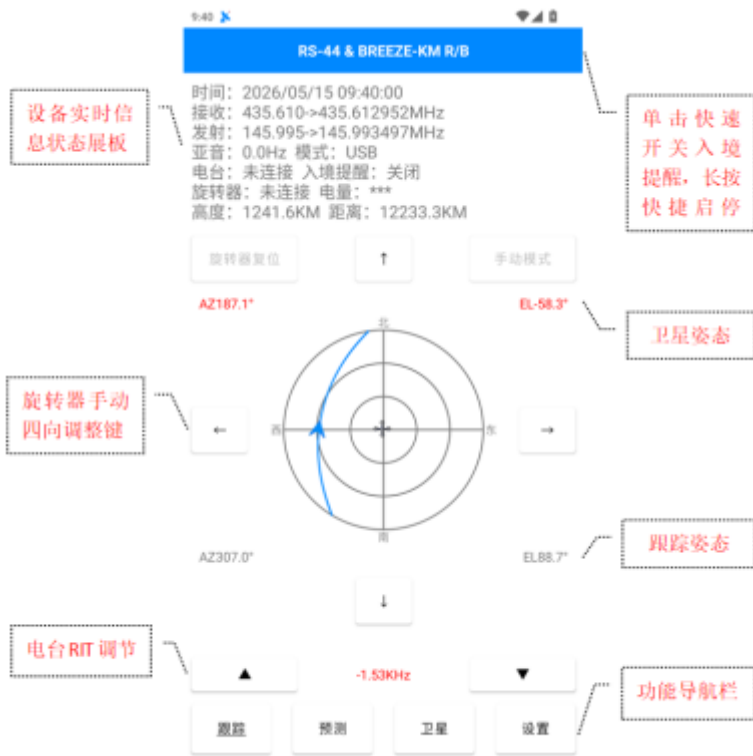 9:40
RS-44 & BREEZE-KM R/B
设备实时信
息状态展板
时间：2026/05/15 09:40:00
接收：435.610->435.612952MHz
发射：145.995->145.993497MHz
亚音：0.0Hz 模式：USB
电台：未连接 入境提醒：关闭
旋转器：未连接 电量：***
高度：1241.6KM 距离：12233.3KM
单击快速
开关入境
提醒，长按
快捷启停
旋转器复位
↑
手动模式
AZ187.1°
EL-58.3°
卫星姿态
北
旋转器手动
四向调整键
←
西
东
→
南
AZ307.0°
EL88.7°
跟踪姿态
↓
电台RIT调节
▲
-1.53KHz
▼
功能导航栏
跟踪
预测
卫星
设置